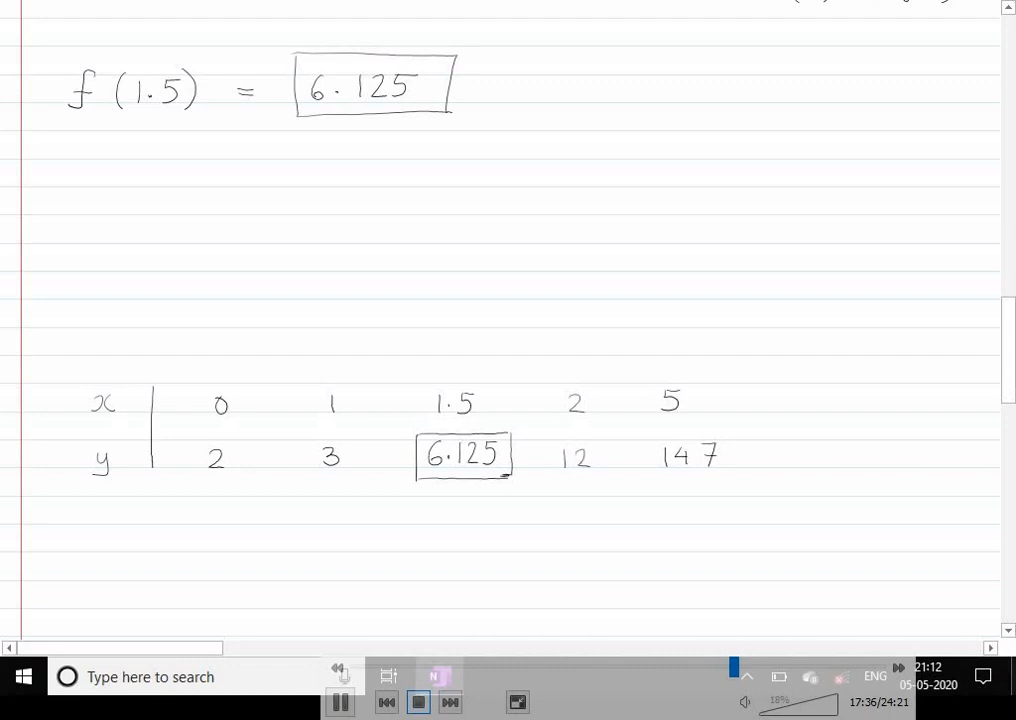 f (1.5) = 6.125
x 0 1 1.5 2 5
y 2 3 6.125 12 147
Type here to search
N
ENG
21:12
05-05-2020
18%
17:36/24:21